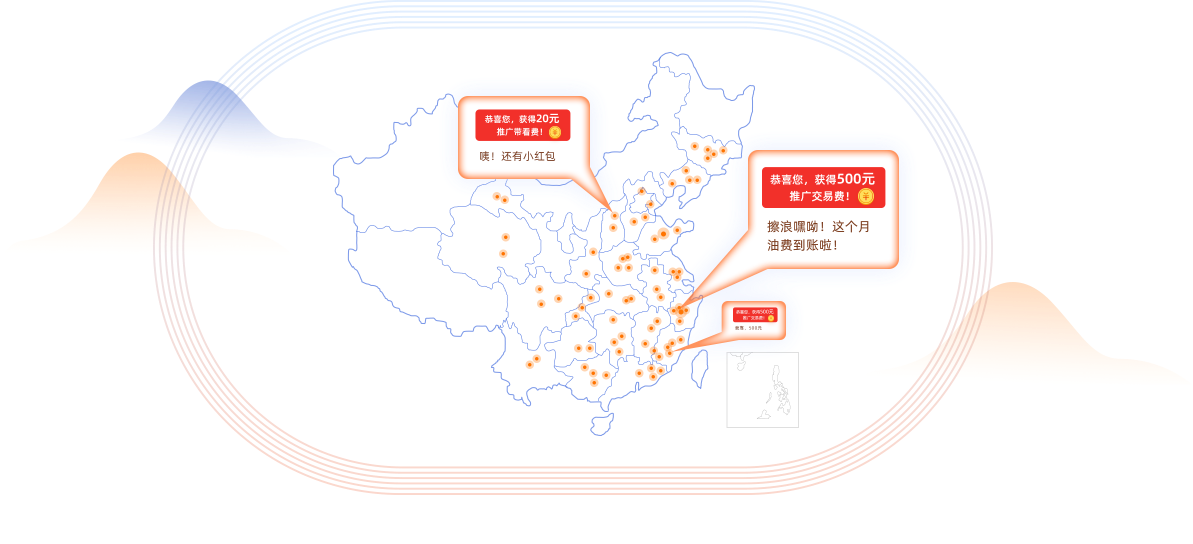 恭喜您，获得20元
推广带看费！
咦！还有小红包
恭喜您，获得500元
推广交易费！
擦浪嘿呦！这个月
油费到账啦！
恭喜您，获得500元
推广交易费！